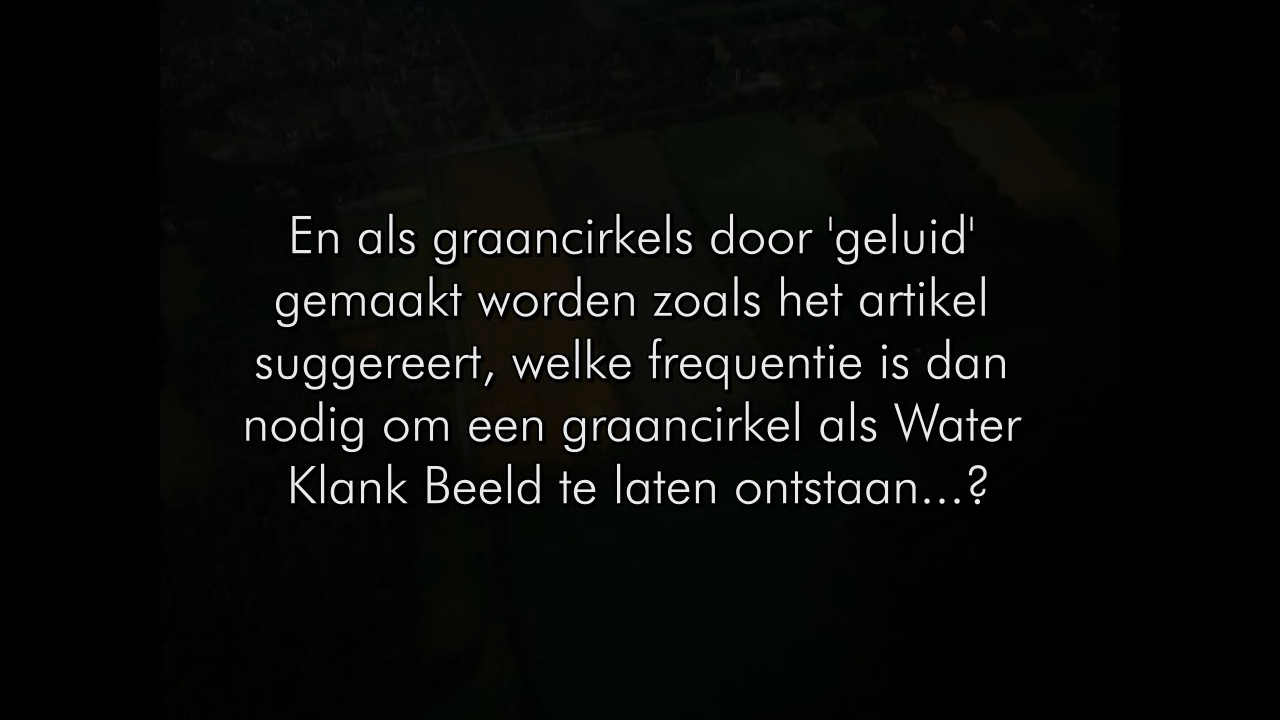 En als graancirkels door 'geluid'
gemaakt worden zoals het artikel
suggereert, welke frequentie is dan
nodig om een graancirkel als Water
Klank Beeld te laten ontstaan...?